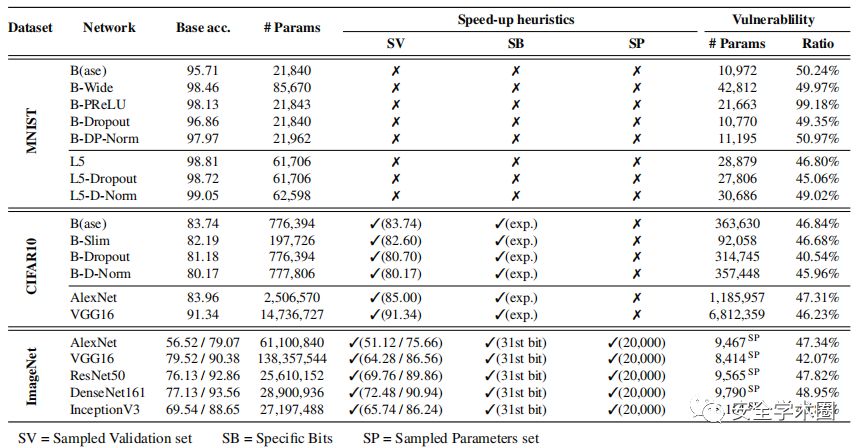 Dataset Network Base acc. # Params Speed-up heuristics Vulnerablility
SV SB SP # Params Ratio
MNIST
B(ase) 95.71 21,840 ✗ ✗ ✗ 10,972 50.24%
B-Wide 98.46 85,670 ✗ ✗ ✗ 42,812 49.97%
B-PReLU 98.13 21,843 ✗ ✗ ✗ 21,663 99.18%
B-Dropout 96.86 21,840 ✗ ✗ ✗ 10,770 49.35%
B-DP-Norm 97.97 21,962 ✗ ✗ ✗ 11,195 50.97%
L5 98.81 61,706 ✗ ✗ ✗ 28,879 46.80%
L5-Dropout 98.72 61,706 ✗ ✗ ✗ 27,806 45.06%
L5-D-Norm 99.05 62,598 ✗ ✗ ✗ 30,686 49.02%
CIFAR10
B(ase) 83.74 776,394 ✓(83.74) ✓(exp.) ✗ 363,630 46.84%
B-Slim 82.19 197,726 ✓(82.60) ✓(exp.) ✗ 92,058 46.68%
B-Dropout 81.18 776,394 ✓(80.70) ✓(exp.) ✗ 314,745 40.54%
B-D-Norm 80.17 777,806 ✓(80.17) ✓(exp.) ✗ 357,448 45.96%
AlexNet 83.96 2,506,570 ✓(85.00) ✓(exp.) ✗ 1,185,957 47.31%
VGG16 91.34 14,736,727 ✓(91.34) ✓(exp.) ✗ 6,812,359 46.23%
ImageNet
AlexNet 56.52 / 79.07 61,100,840 ✓(51.12 / 75.66) ✓(31st bit) ✓(20,000) 9,467 SP 47.34%
VGG16 79.52 / 90.38 138,357,544 ✓(64.28 / 86.56) ✓(31st bit) ✓(20,000) 8,414 SP 42.07%
ResNet50 76.13 / 92.86 25,610,152 ✓(69.76 / 89.86) ✓(31st bit) ✓(20,000) 9,565 SP 47.82%
DenseNet161 77.13 / 93.56 28,900,936 ✓(72.48 / 90.94) ✓(31st bit) ✓(20,000) 9,790 SP 48.95%
InceptionV3 69.54 / 88.65 27,197,488 ✓(65.74 / 86.24) ✓(31st bit) ✓(20,000)
安全学术圈
SV = Sampled Validation set SB = Specific Bits SP = Sampled Parameters set